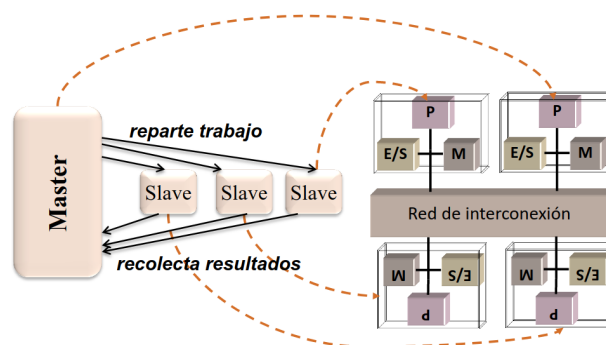 Master
reparte trabajo
Slave
Slave
Slave
recolecta resultados
P
E/S
M
P
E/S
M
Red de interconexión
M
E/S
P
M
E/S
P